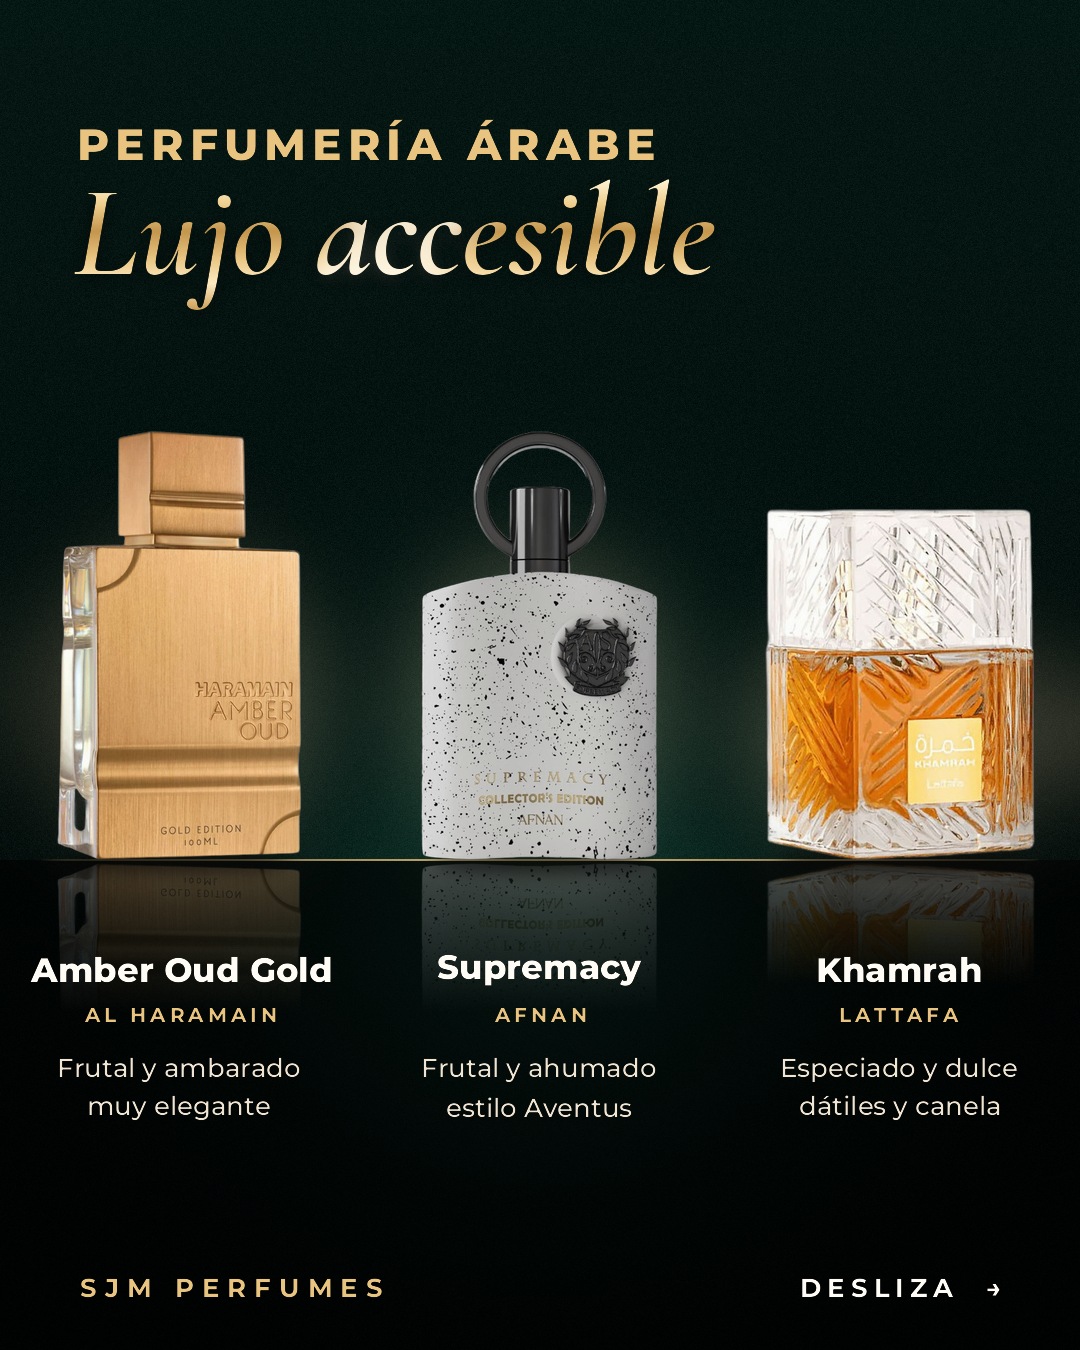 PERFUMERÍA ÁRABE
Lujo accesible
HARAMAIN
AMBER
OUD
GOLD EDITION
100ML
SUPREMACY
COLLECTOR'S EDITION
AFNAN
خمرة
KHAMRAH
Lattafa
Amber Oud Gold
AL HARAMAIN
Frutal y ambarado
muy elegante
Supremacy
AFNAN
Frutal y ahumado
estilo Aventus
Khamrah
LATTAFA
Especiado y dulce
dátiles y canela
SJM PERFUMES
DESLIZA →